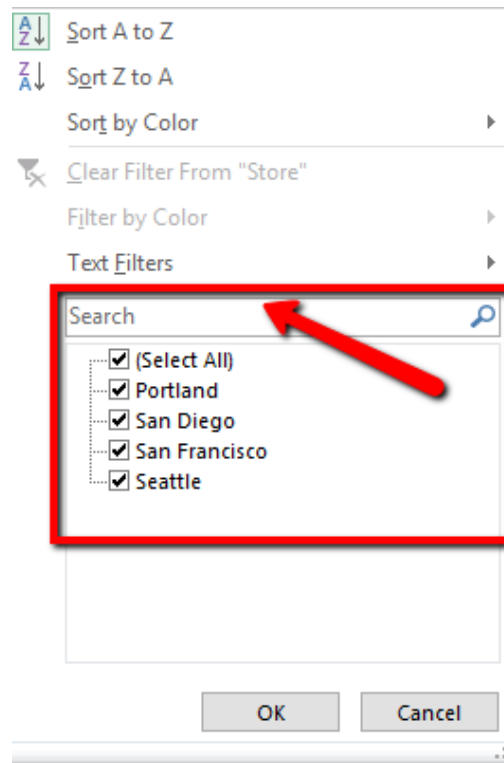 Sort A to Z
Sort Z to A
Sort by Color
Clear Filter From "Store"
Filter by Color
Text Filters
Search
(Select All)
Portland
San Diego
San Francisco
Seattle
OK Cancel